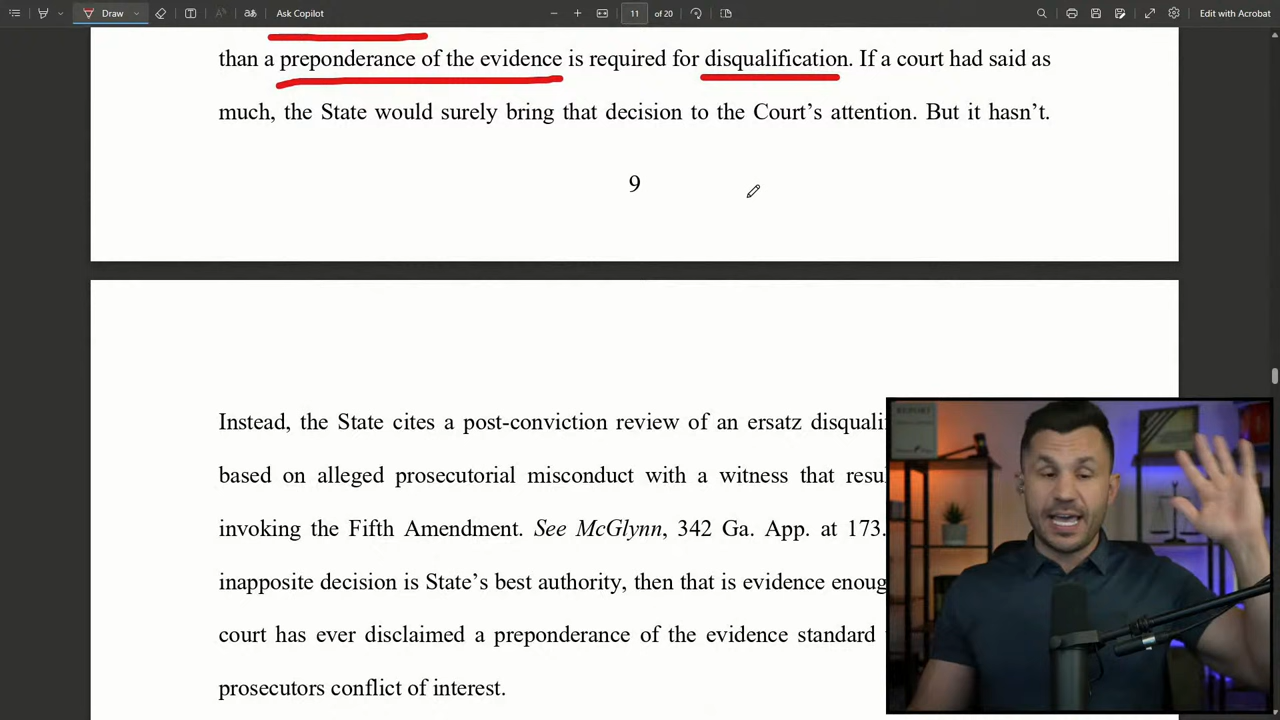 Draw
Ask Copilot
11 of 20
Edit with Acrobat
than a preponderance of the evidence is required for disqualification. If a court had said as
much, the State would surely bring that decision to the Court’s attention. But it hasn’t.
9
Instead, the State cites a post-conviction review of an ersatz
based on alleged prosecutorial misconduct with a witness that
invoking the Fifth Amendment. See McGlynn, 342 Ga. App. at 173.
inapposite decision is State’s best authority, then that is evidence
court has ever disclaimed a preponderance of the evidence standard
prosecutors conflict of interest.